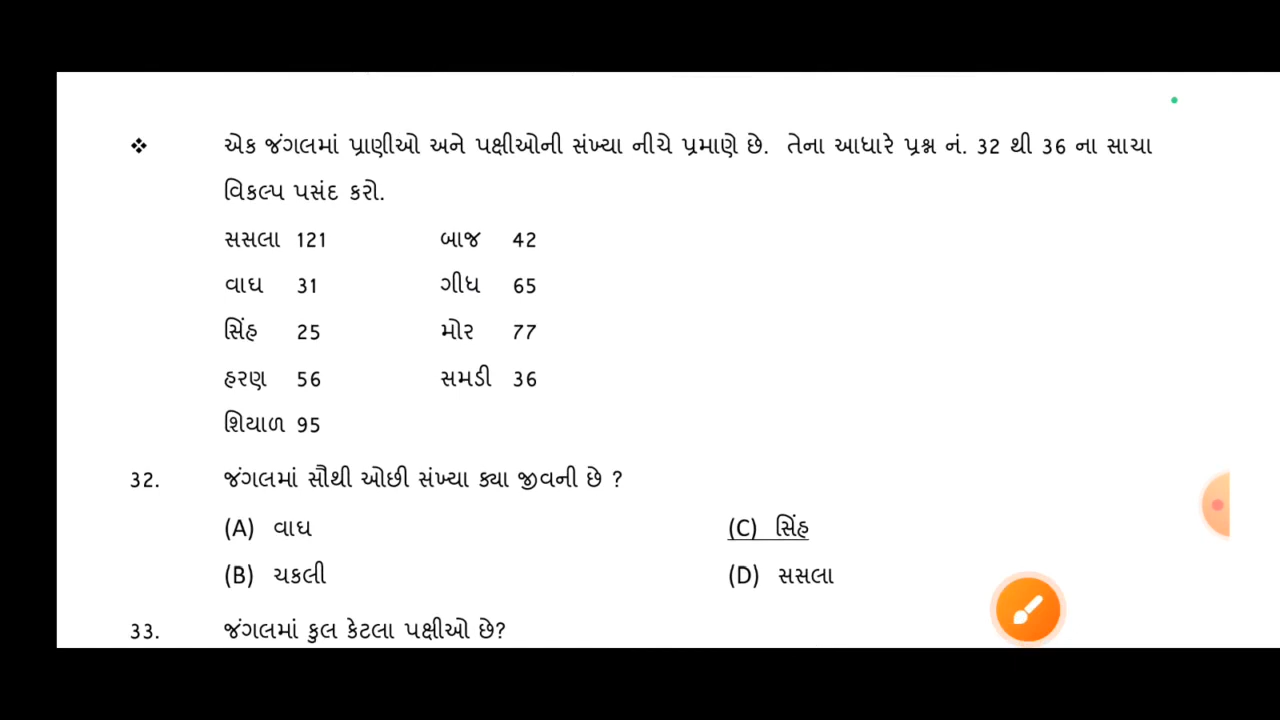 ❖ એક જંગલમાં પ્રાણીઓ અને પક્ષીઓની સંખ્યા નીચે પ્રમાણે છે. તેના આધારે પ્રશ્ન નં. 32 થી 36 ના સાચા
વિકલ્પ પસંદ કરો.
સસલા 121 બાજ 42
વાઘ 31 ગીધ 65
સિંહ 25 મોર 77
હરણ 56 સમડી 36
શિયાળ 95
32. જંગલમાં સૌથી ઓછી સંખ્યા ક્યા જીવની છે ?
(A) વાઘ (C) સિંહ
(B) ચકલી (D) સસલા
33. જંગલમાં કુલ કેટલા પક્ષીઓ છે?